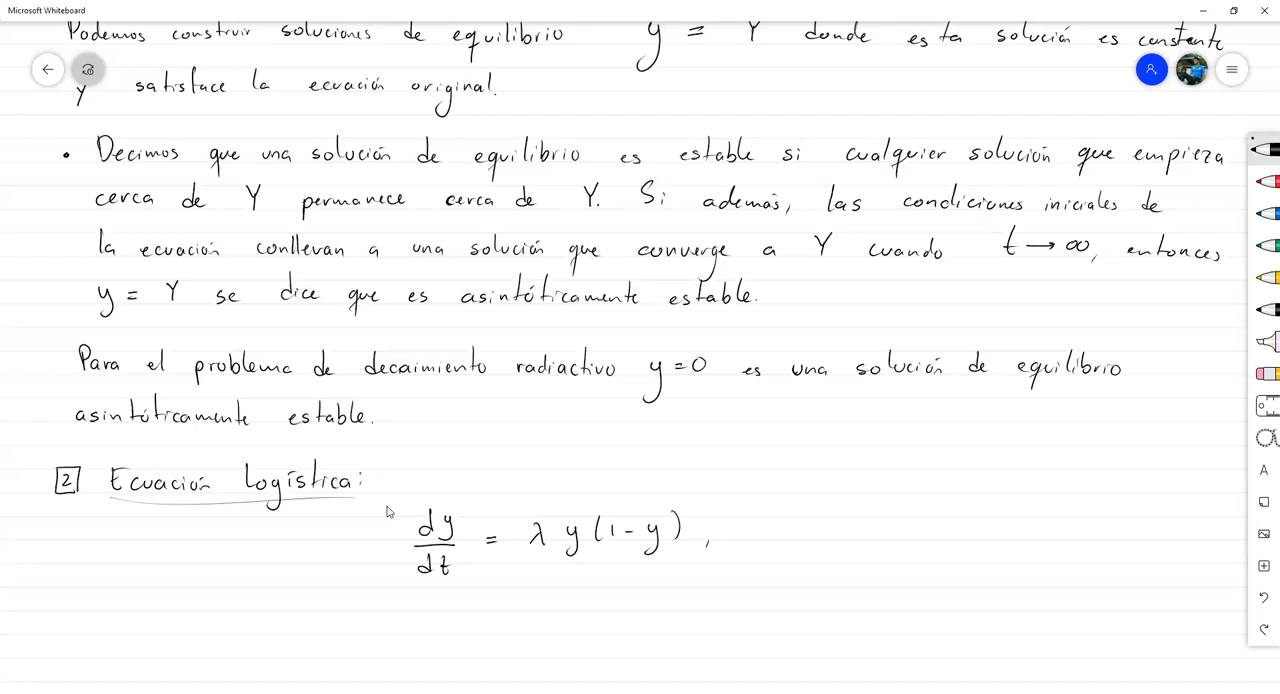 Microsoft Whiteboard
Podemos construir soluciones de equilibrio y = Y donde esta solución es constante
y satisface la ecuación original.
• Decimos que una solución de equilibrio es estable si cualquier solución que empieza
cerca de Y permanece cerca de Y. Si además, las condiciones iniciales de
la ecuación conllevan a una solución que converge a Y cuando t → ∞, entonces
y = Y se dice que es asintóticamente estable.
Para el problema de decaimiento radiactivo y=0 es una solución de equilibrio
asintóticamente estable.
2 Ecuación Logística:
dy/dt = λ y (1 - y) ,
A